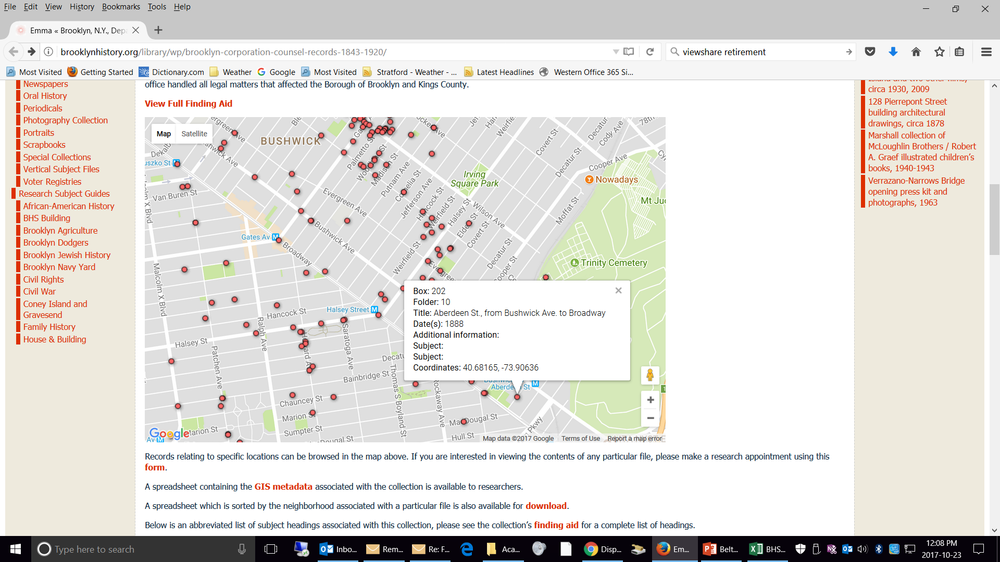 File Edit View History Bookmarks Tools Help
Emma « Brooklyn, N.Y., Dep
brooklynhistory.org/library/wp/brooklyn-corporation-counsel-records-1843-1920/
viewshare retirement
Most Visited Getting Started Dictionary.com Weather Google Most Visited Stratford - Weather - ... Latest Headlines Western Office 365 Si...
Newspapers
Oral History
Periodicals
Photography Collection
Portraits
Scrapbooks
Special Collections
Vertical Subject Files
Voter Registries
Research Subject Guides
African-American History
BHS Building
Brooklyn Agriculture
Brooklyn Dodgers
Brooklyn Jewish History
Brooklyn Navy Yard
Civil Rights
Civil War
Coney Island and
Gravesend
Family History
House & Building
office handled all legal matters that affected the Borough of Brooklyn and Kings County.
View Full Finding Aid
Map Satellite
BUSHWICK
Dekalb
uszko St
Van Buren St
Malcolm X Blvd
Gates Av
Broadway
Bushwick Ave
Evergreen Ave
Palmetto St
Madison St
Putnam Ave
Cornelia St
Jefferson Ave
Hancock St
Weirfield St
Halsey St
Wilson Ave
Covert St
Decatur St
Cody Ave
78th
Cooper Ave
Moffat St
Irving
Square Park
Nowadays
Mt Jud
Trinity Cemetery
Weirfield St
Covert St
Decatur St
Cooper St
Halsey Street
Hancock St
Halsey St
Ralph Ave
Patchen Ave
Saratoga Ave
Bainbridge St
Chauncey St
Marion St
Sumpter St
Thomas S Boyland St
Rockaway Ave
MacDougal St
Hull St
Pkwy
Aberdeen St
Marion St
Google
Map data ©2017 Google Terms of Use Report a map error
Box: 202
Folder: 10
Title: Aberdeen St., from Bushwick Ave. to Broadway
Date(s): 1888
Additional information:
Subject:
Subject:
Coordinates: 40.68165, -73.90636
Records relating to specific locations can be browsed in the map above. If you are interested in viewing the contents of any particular file, please make a research appointment using this
form.
A spreadsheet containing the GIS metadata associated with the collection is available to researchers.
A spreadsheet which is sorted by the neighborhood associated with a particular file is also available for download.
Below is an abbreviated list of subject headings associated with this collection, please see the collection's finding aid for a complete list of headings.
circa 1930, 2009
128 Pierrepont Street
building architectural
drawings, circa 1878
Marshall collection of
McLoughlin Brothers / Robert
A. Graef illustrated children's
books, 1940-1943
Verrazano-Narrows Bridge
opening press kit and
photographs, 1963
Type here to search
Inbo... Rem... Re: F... Aca... Disp... Em... Belt... BHS...
12:08 PM
2017-10-23